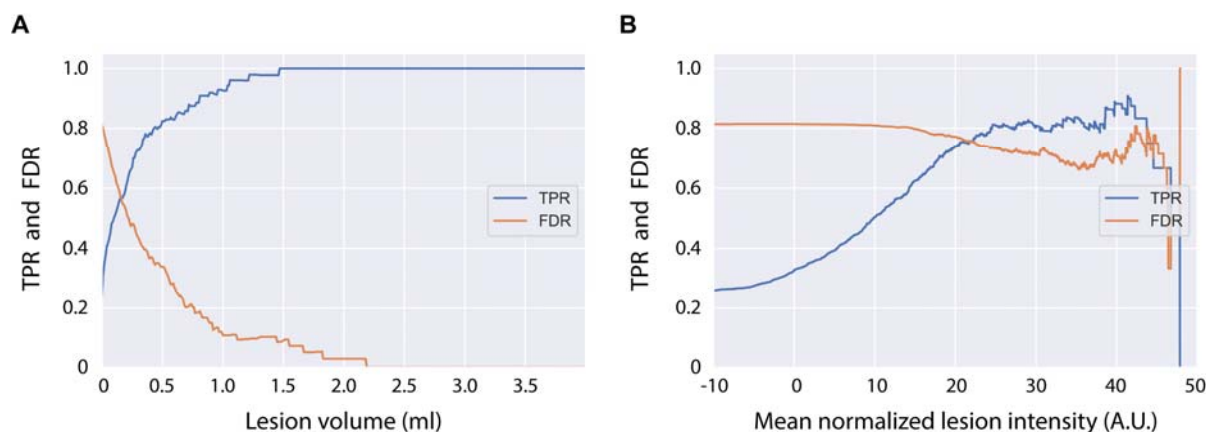 A
TPR and FDR
1.0
0.8
0.6
0.4
0.2
0
0 0.5 1.0 1.5 2.0 2.5 3.0 3.5
Lesion volume (ml)
TPR
FDR
B
TPR and FDR
1.0
0.8
0.6
0.4
0.2
0
-10 0 10 20 30 40 50
Mean normalized lesion intensity (A.U.)
TPR
FDR